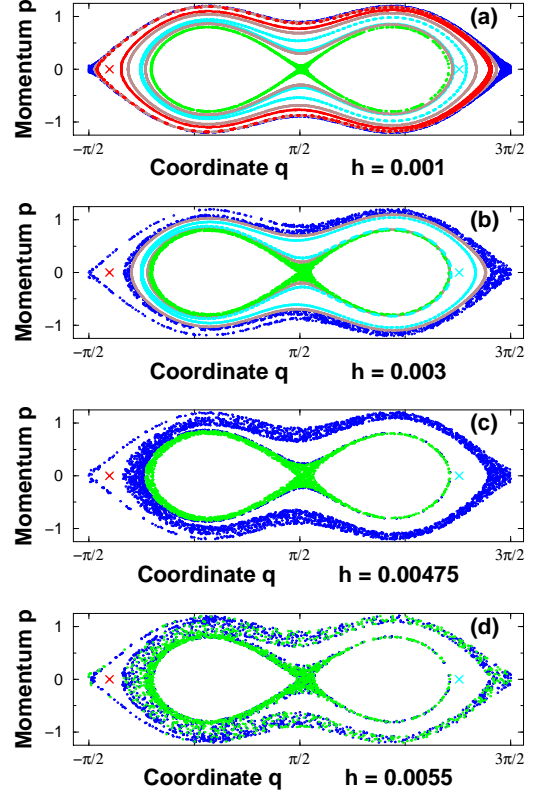 (a)
Momentum p
1
0
−1
−π/2
π/2
3π/2
Coordinate q h = 0.001
(b)
Momentum p
1
0
−1
−π/2
π/2
3π/2
Coordinate q h = 0.003
(c)
Momentum p
1
0
−1
−π/2
π/2
3π/2
Coordinate q h = 0.00475
(d)
Momentum p
1
0
−1
−π/2
π/2
3π/2
Coordinate q h = 0.0055